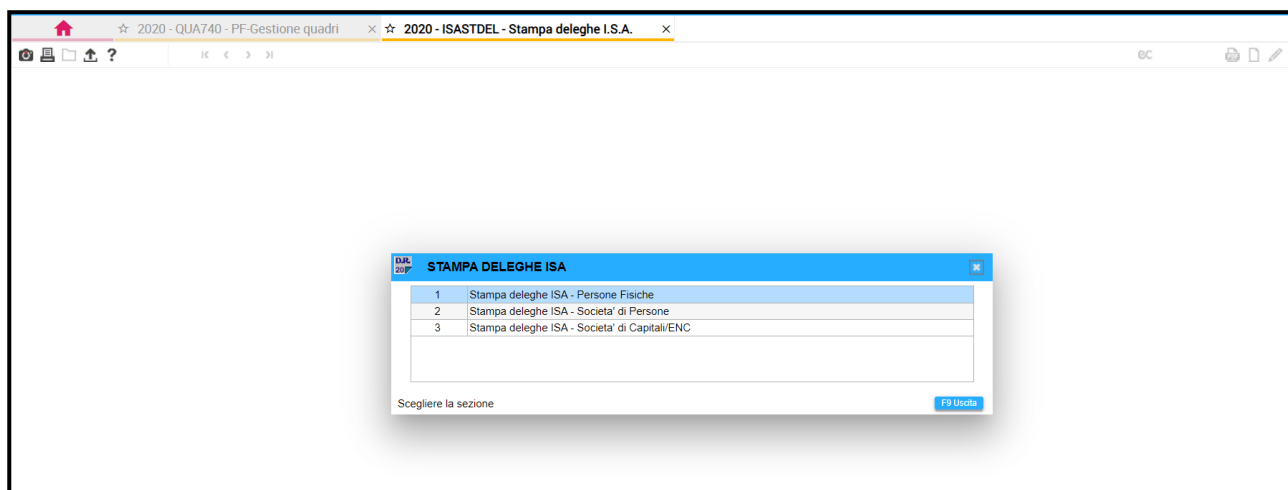 ☆ 2020 - QUA740 - PF-Gestione quadri × ☆ 2020 - ISASTDEL - Stampa deleghe I.S.A. ×
?
ec
D.R. 20
STAMPA DELEGHE ISA
1 Stampa deleghe ISA - Persone Fisiche
2 Stampa deleghe ISA - Societa' di Persone
3 Stampa deleghe ISA - Societa' di Capitali/ENC
Scegliere la sezione
F9 Uscita